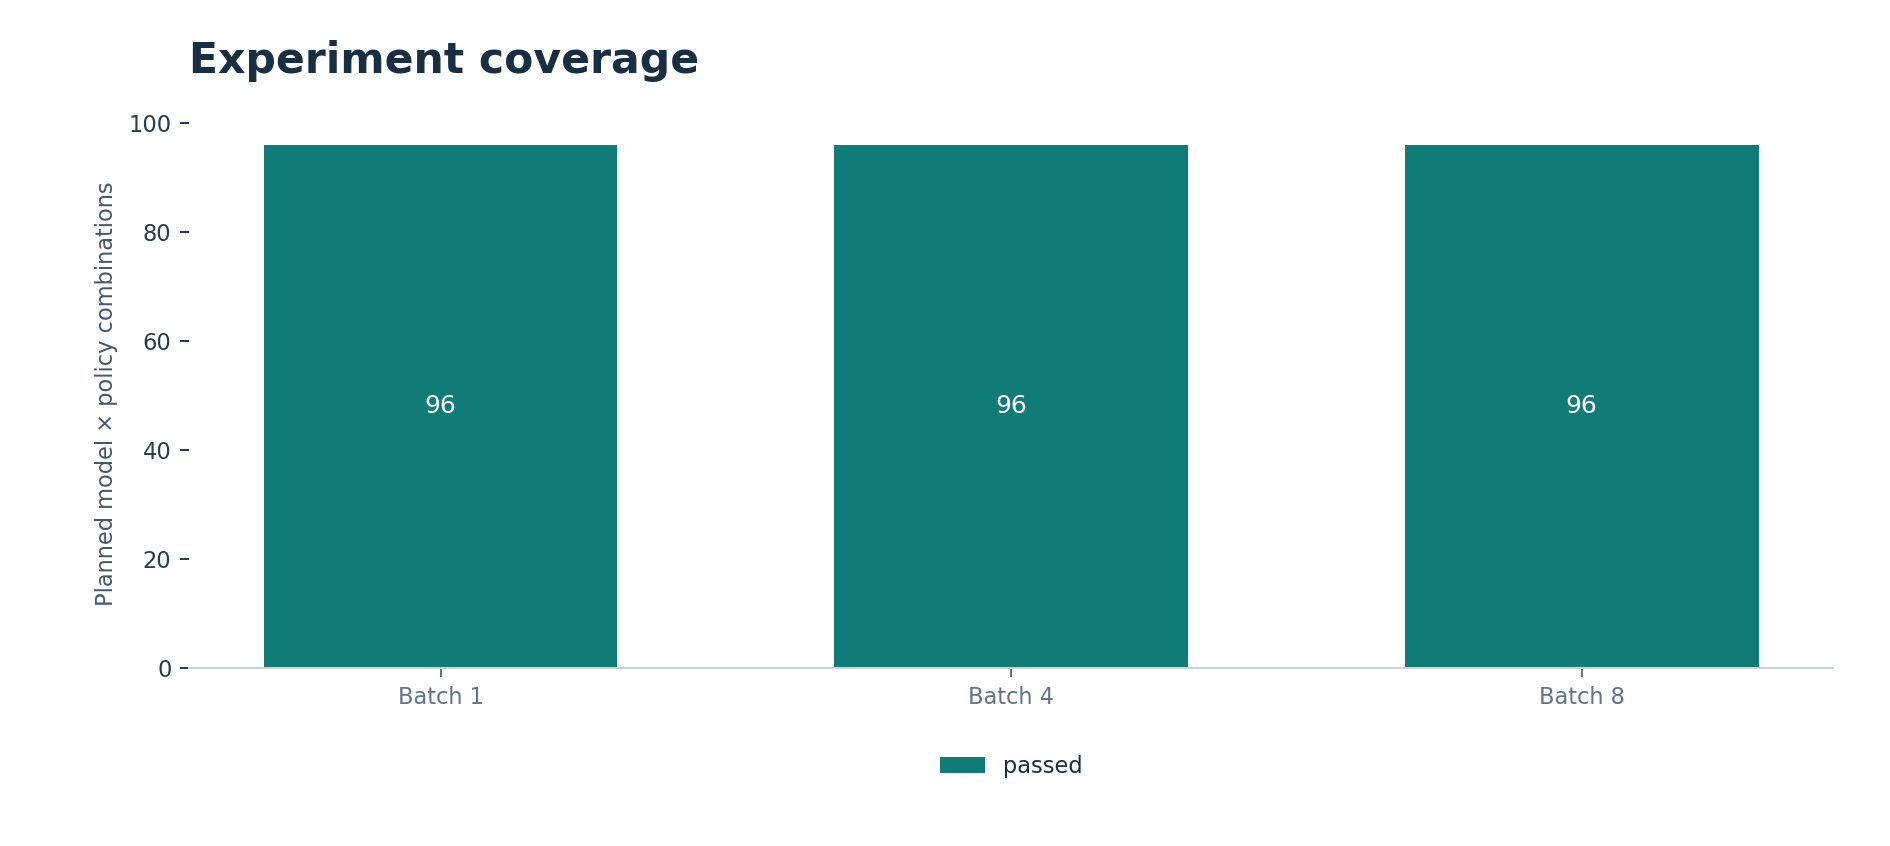 Experiment coverage
Planned model × policy combinations
100
80
60
40
20
0
96
96
96
Batch 1
Batch 4
Batch 8
passed